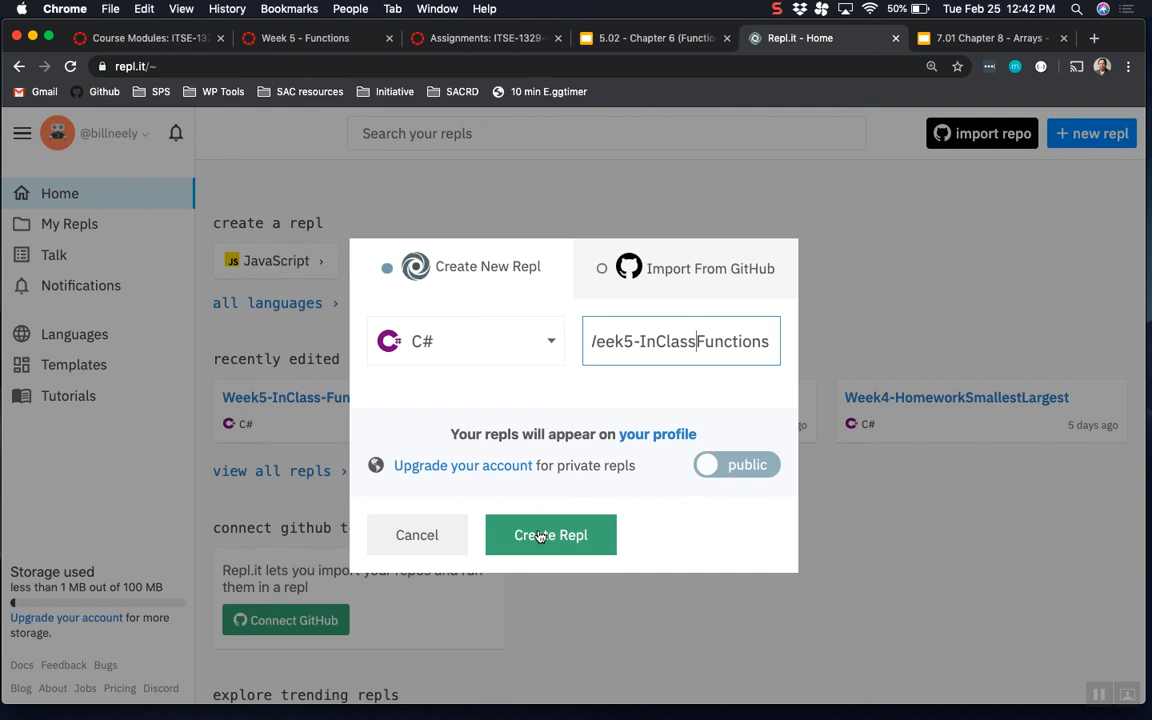 Chrome File Edit View History Bookmarks People Tab Window Help 50% Tue Feb 25 12:42 PM
Course Modules: ITSE-13 Week 5 - Functions Assignments: ITSE-1329- 5.02 - Chapter 6 (Functio Repl.it - Home 7.01 Chapter 8 - Arrays -
repl.it/~
Gmail Github SPS WP Tools SAC resources Initiative SACRD 10 min E.ggtimer
@billneely Search your repls import repo + new repl
Home
My Repls
Talk
Notifications
Languages
Templates
Tutorials
create a repl
JS JavaScript ›
all languages ›
recently edited
Week5-InClass-Fun
C#
Week4-HomeworkSmallestLargest
C# 5 days ago
go
view all repls ›
connect github t
Repl.it lets you import your repos and run
them in a repl
Connect GitHub
explore trending repls
Create New Repl Import From GitHub
C# C# /eek5-InClassFunctions
Your repls will appear on your profile
Upgrade your account for private repls public
Cancel Create Repl
Storage used
less than 1 MB out of 100 MB
Upgrade your account for more
storage.
Docs Feedback Bugs
Blog About Jobs Pricing Discord